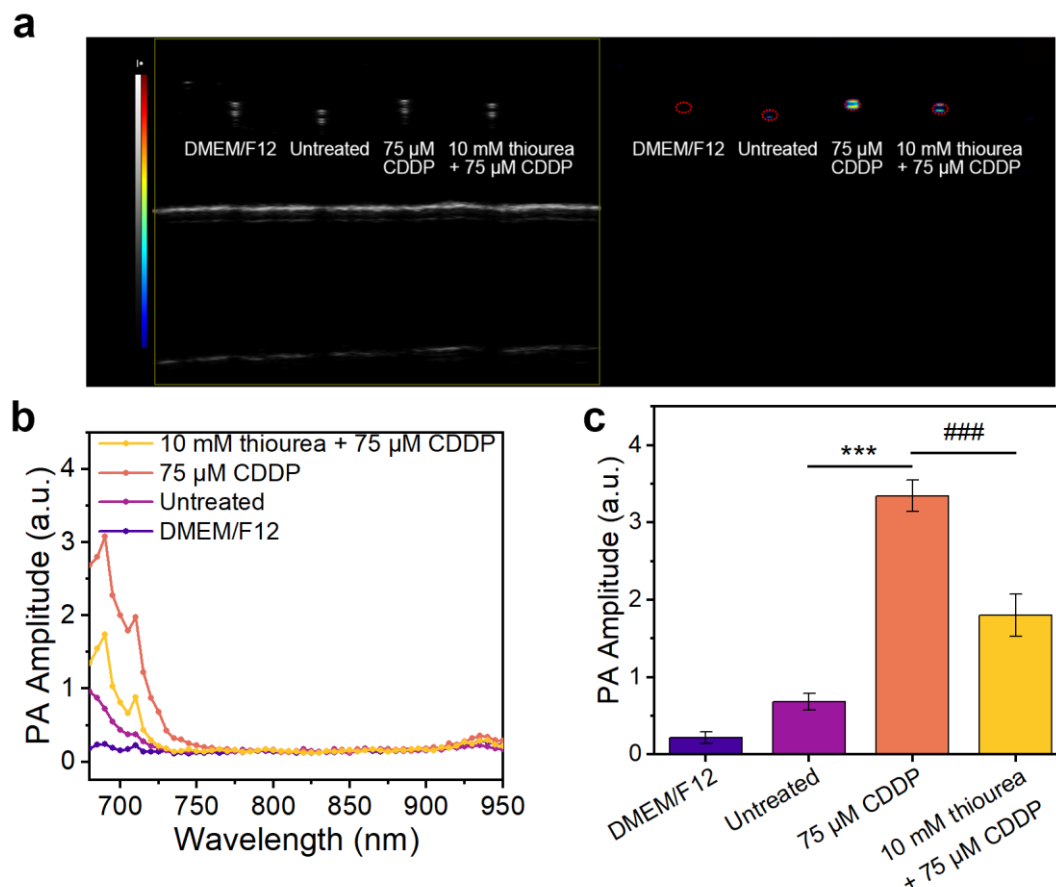 a
DMEM/F12 Untreated 75 µM CDDP 10 mM thiourea + 75 µM CDDP
DMEM/F12 Untreated 75 µM CDDP 10 mM thiourea + 75 µM CDDP
b
10 mM thiourea + 75 µM CDDP
75 µM CDDP
Untreated
DMEM/F12
PA Amplitude (a.u.)
4
3
2
1
0
700 750 800 850 900 950
Wavelength (nm)
c
***
###
PA Amplitude (a.u.)
4
3
2
1
0
DMEM/F12
Untreated
75 µM CDDP
10 mM thiourea
+ 75 µM CDDP